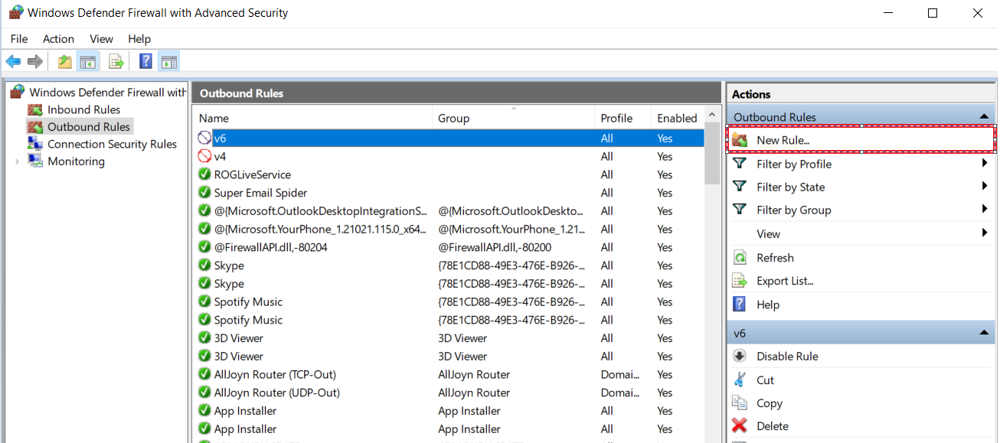 Windows Defender Firewall with Advanced Security
File Action View Help
Windows Defender Firewall with
Inbound Rules
Outbound Rules
Connection Security Rules
Monitoring
Outbound Rules
Name Group Profile Enabled
v6 All Yes
v4 All Yes
ROGLiveService All Yes
Super Email Spider All Yes
@{Microsoft.OutlookDesktopIntegrationS... @{Microsoft.OutlookDeskto... All Yes
@{Microsoft.YourPhone_1.21021.115.0_x64... @{Microsoft.YourPhone_1.21... All Yes
@FirewallAPI.dll,-80204 @FirewallAPI.dll,-80200 All Yes
Skype {78E1CD88-49E3-476E-B926-... All Yes
Skype {78E1CD88-49E3-476E-B926-... All Yes
Spotify Music {78E1CD88-49E3-476E-B926-... All Yes
Spotify Music {78E1CD88-49E3-476E-B926-... All Yes
3D Viewer 3D Viewer All Yes
3D Viewer 3D Viewer All Yes
AllJoyn Router (TCP-Out) AllJoyn Router Domai... Yes
AllJoyn Router (UDP-Out) AllJoyn Router Domai... Yes
App Installer App Installer All Yes
App Installer App Installer All Yes
Actions
Outbound Rules
New Rule...
Filter by Profile
Filter by State
Filter by Group
View
Refresh
Export List...
Help
v6
Disable Rule
Cut
Copy
Delete